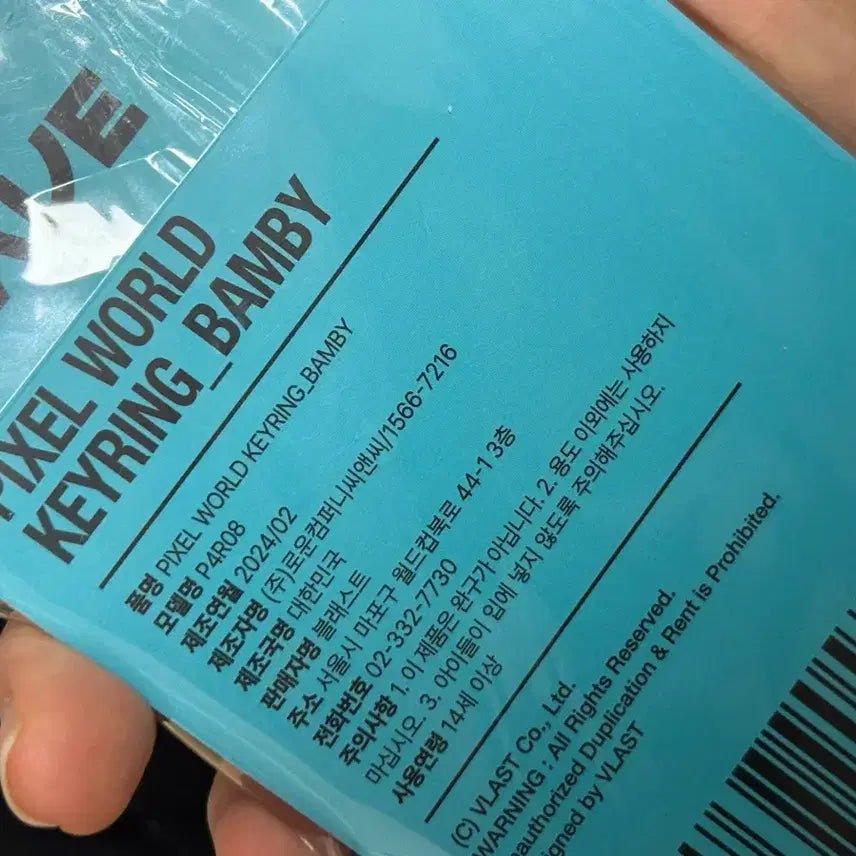 PIXEL WORLD
KEYRING_BAMBY
품명 PIXEL WORLD KEYRING_BAMBY
모델명 P4R08
제조연월 2024/02
제조자명 (주)로운컴퍼니씨앤씨/1566-7216
제조국명 대한민국
판매자명 블래스트
주소 서울시 마포구 월드컵북로 44-1 3층
전화번호 02-332-7730
주의사항 1. 이 제품은 완구가 아닙니다. 2. 용도 이외에는 사용하지
마십시오. 3. 아이들이 입에 넣지 않도록 주의해주십시오.
사용연령 14세 이상
(C) VLAST Co., Ltd.
WARNING : All Rights Reserved.
Duplication & Rent is Prohibited.
by VLAST